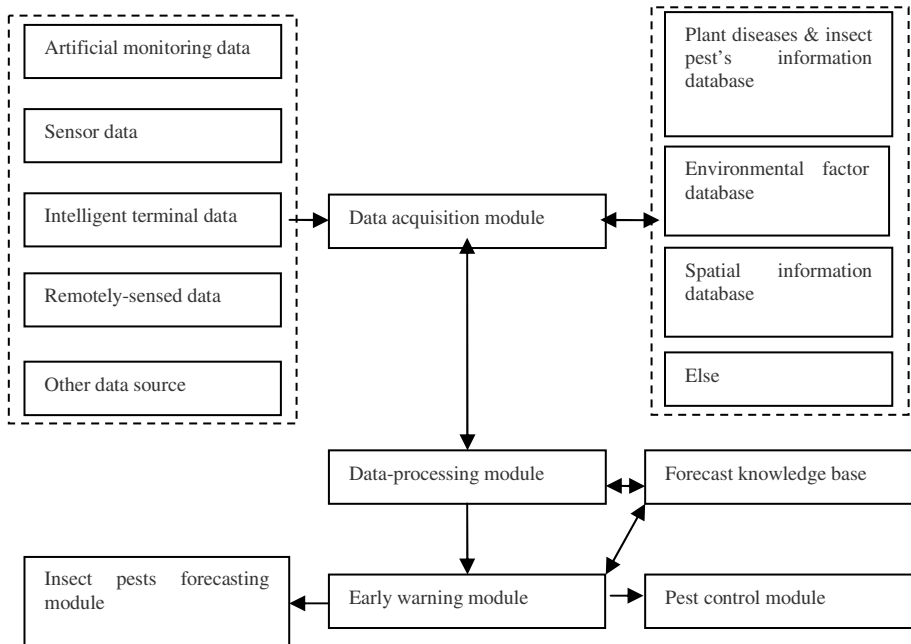 Artificial monitoring data
Sensor data
Intelligent terminal data
Remotely-sensed data
Other data source
Data acquisition module
Plant diseases & insect
pest's information
database
Environmental factor
database
Spatial information
database
Else
Data-processing module
Forecast knowledge base
Insect pests forecasting
module
Early warning module
Pest control module